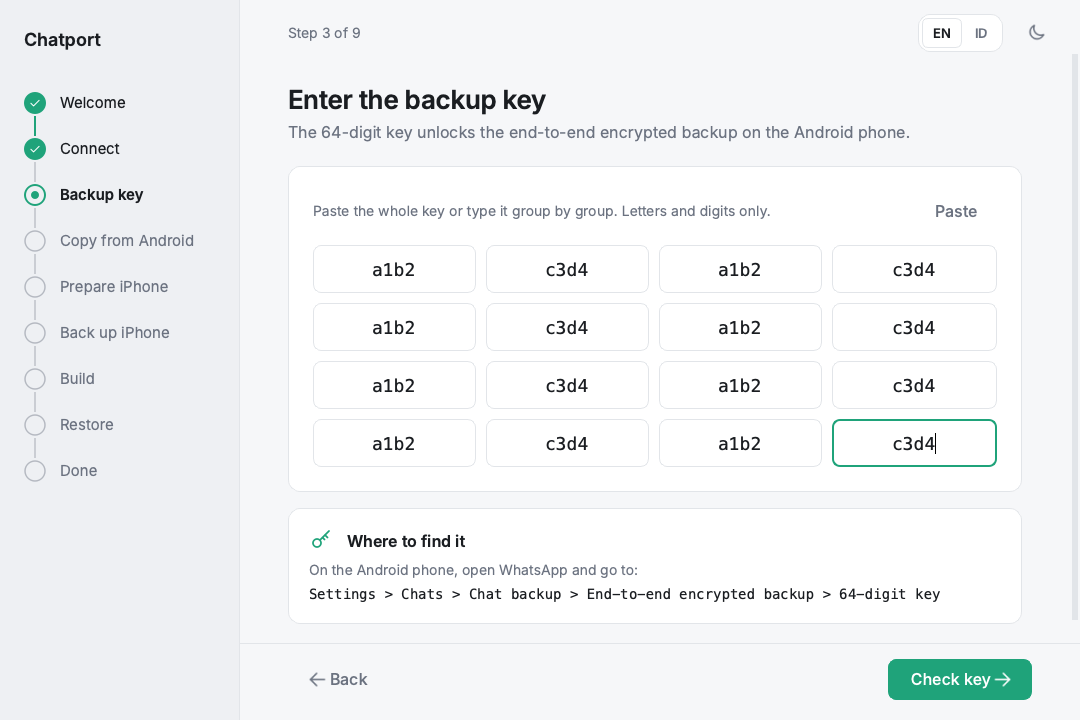 Chatport
Welcome
Connect
Backup key
Copy from Android
Prepare iPhone
Back up iPhone
Build
Restore
Done
Step 3 of 9
EN ID
Enter the backup key
The 64-digit key unlocks the end-to-end encrypted backup on the Android phone.
Paste the whole key or type it group by group. Letters and digits only. Paste
a1b2 c3d4 a1b2 c3d4
a1b2 c3d4 a1b2 c3d4
a1b2 c3d4 a1b2 c3d4
a1b2 c3d4 a1b2 c3d4
Where to find it
On the Android phone, open WhatsApp and go to:
Settings > Chats > Chat backup > End-to-end encrypted backup > 64-digit key
Back
Check key